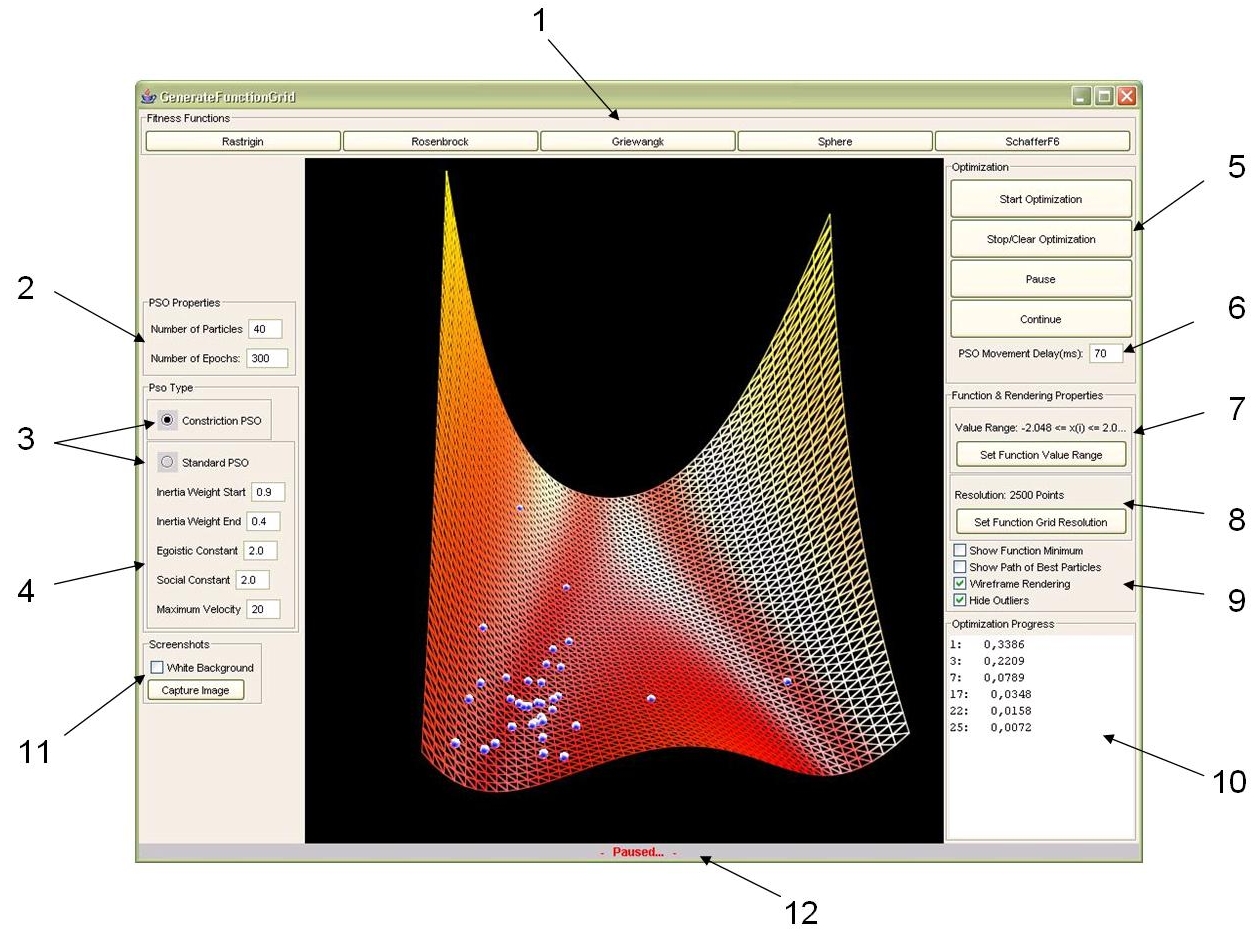 1
GenerateFunctionGrid
Fitness Functions
Rastrigin
Rosenbrock
Griewangk
Sphere
SchafferF6
2
PSO Properties
Number of Particles 40
Number of Epochs: 300
3
Pso Type
Constriction PSO
Standard PSO
Inertia Weight Start 0.9
Inertia Weight End 0.4
Egoistic Constant 2.0
4
Social Constant 2.0
Maximum Velocity 20
Screenshots
White Background
Capture Image
11
Optimization
5
Start Optimization
Stop/Clear Optimization
Pause
Continue
6
PSO Movement Delay(ms): 70
Function & Rendering Properties
7
Value Range: -2.048 <= x(i) <= 2.0...
Set Function Value Range
Resolution: 2500 Points
8
Set Function Grid Resolution
Show Function Minimum
Show Path of Best Particles
Wireframe Rendering
9
Hide Outliers
Optimization Progress
1: 0,3386
3: 0,2209
7: 0,0789
17: 0,0348
22: 0,0158
25: 0,0072
10
- Paused... -
12